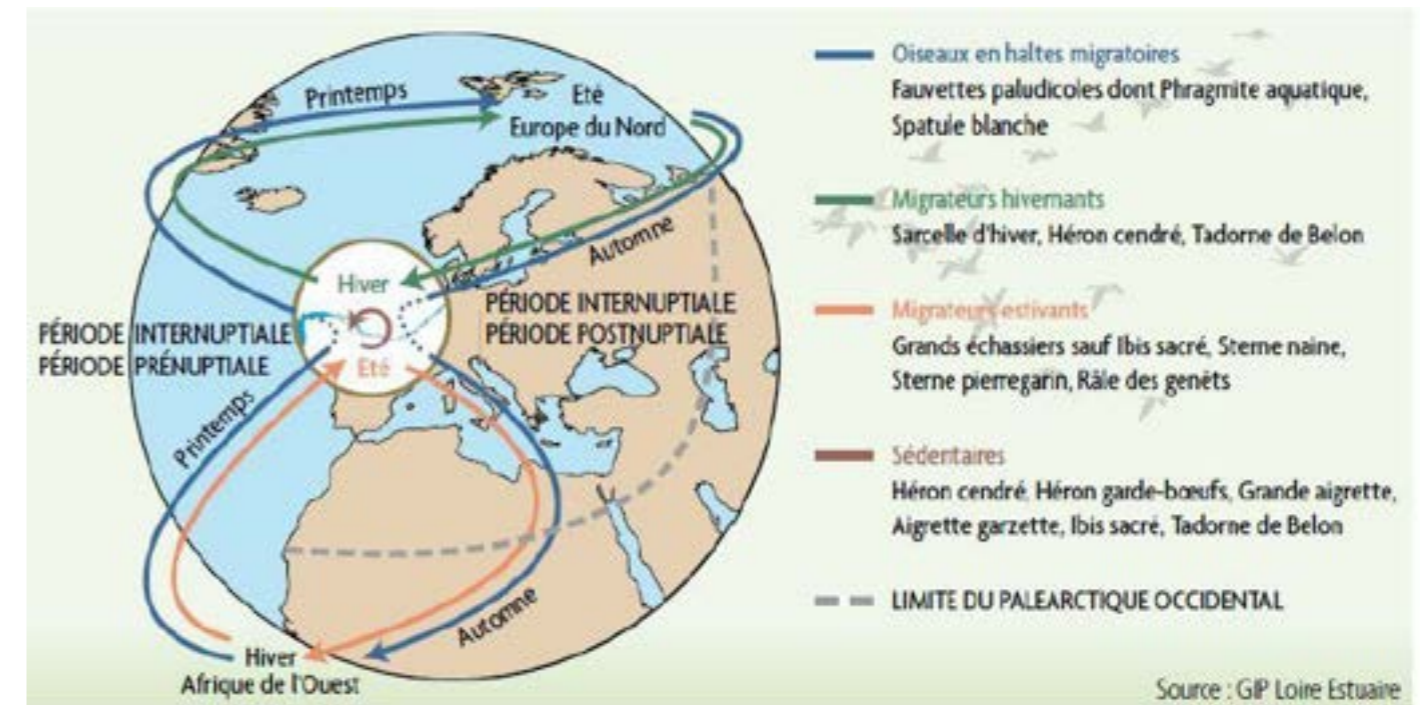 Printemps
Eté
Europe du Nord
Automne
Hiver
PÉRIODE INTERNUPTIALE
PÉRIODE POSTNUPTIALE
PÉRIODE INTERNUPTIALE
PÉRIODE PRÉNUPTIALE
Eté
Printemps
Automne
Hiver
Afrique de l'Ouest
Oiseaux en haltes migratoires
Fauvettes paludicoles dont Phragmite aquatique,
Spatule blanche
Migrateurs hivernants
Sarcelle d'hiver, Héron cendré, Tadorne de Belon
Migrateurs estivants
Grands échassiers sauf Ibis sacré, Sterne naine,
Sterne pierregarin, Râle des genêts
Sédentaires
Héron cendré, Héron garde-bœufs, Grande aigrette,
Aigrette garzette, Ibis sacré, Tadorne de Belon
LIMITE DU PALEARCTIQUE OCCIDENTAL
Source : GIP Loire Estuaire